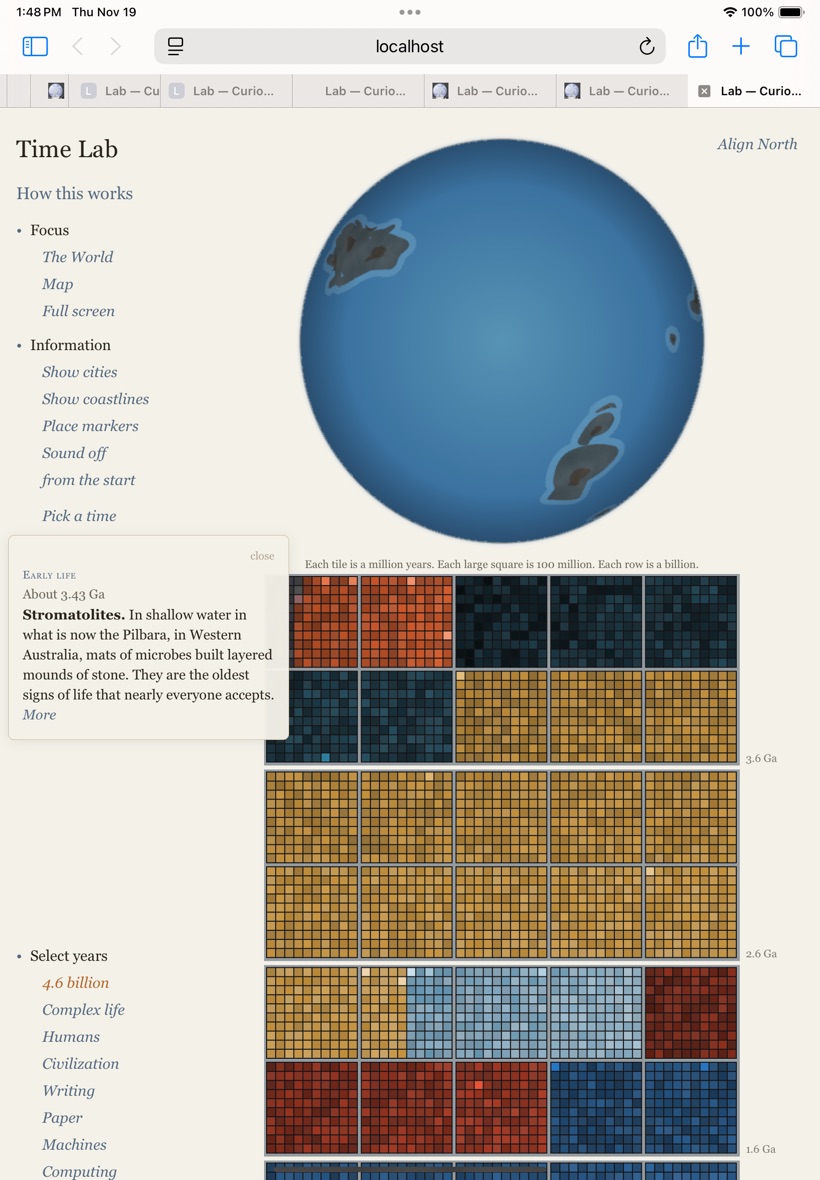 1:48 PM Thu Nov 19
100%
localhost
L Lab — Cu
L Lab — Curio...
Lab — Curio...
Lab — Curio...
Lab — Curio...
Lab — Curio...
Time Lab
Align North
How this works
• Focus
The World
Map
Full screen
• Information
Show cities
Show coastlines
Place markers
Sound off
from the start
Pick a time
close
Early life
About 3.43 Ga
Stromatolites. In shallow water in
what is now the Pilbara, in Western
Australia, mats of microbes built layered
mounds of stone. They are the oldest
signs of life that nearly everyone accepts.
More
Each tile is a million years. Each large square is 100 million. Each row is a billion.
3.6 Ga
2.6 Ga
1.6 Ga
• Select years
4.6 billion
Complex life
Humans
Civilization
Writing
Paper
Machines
Computing